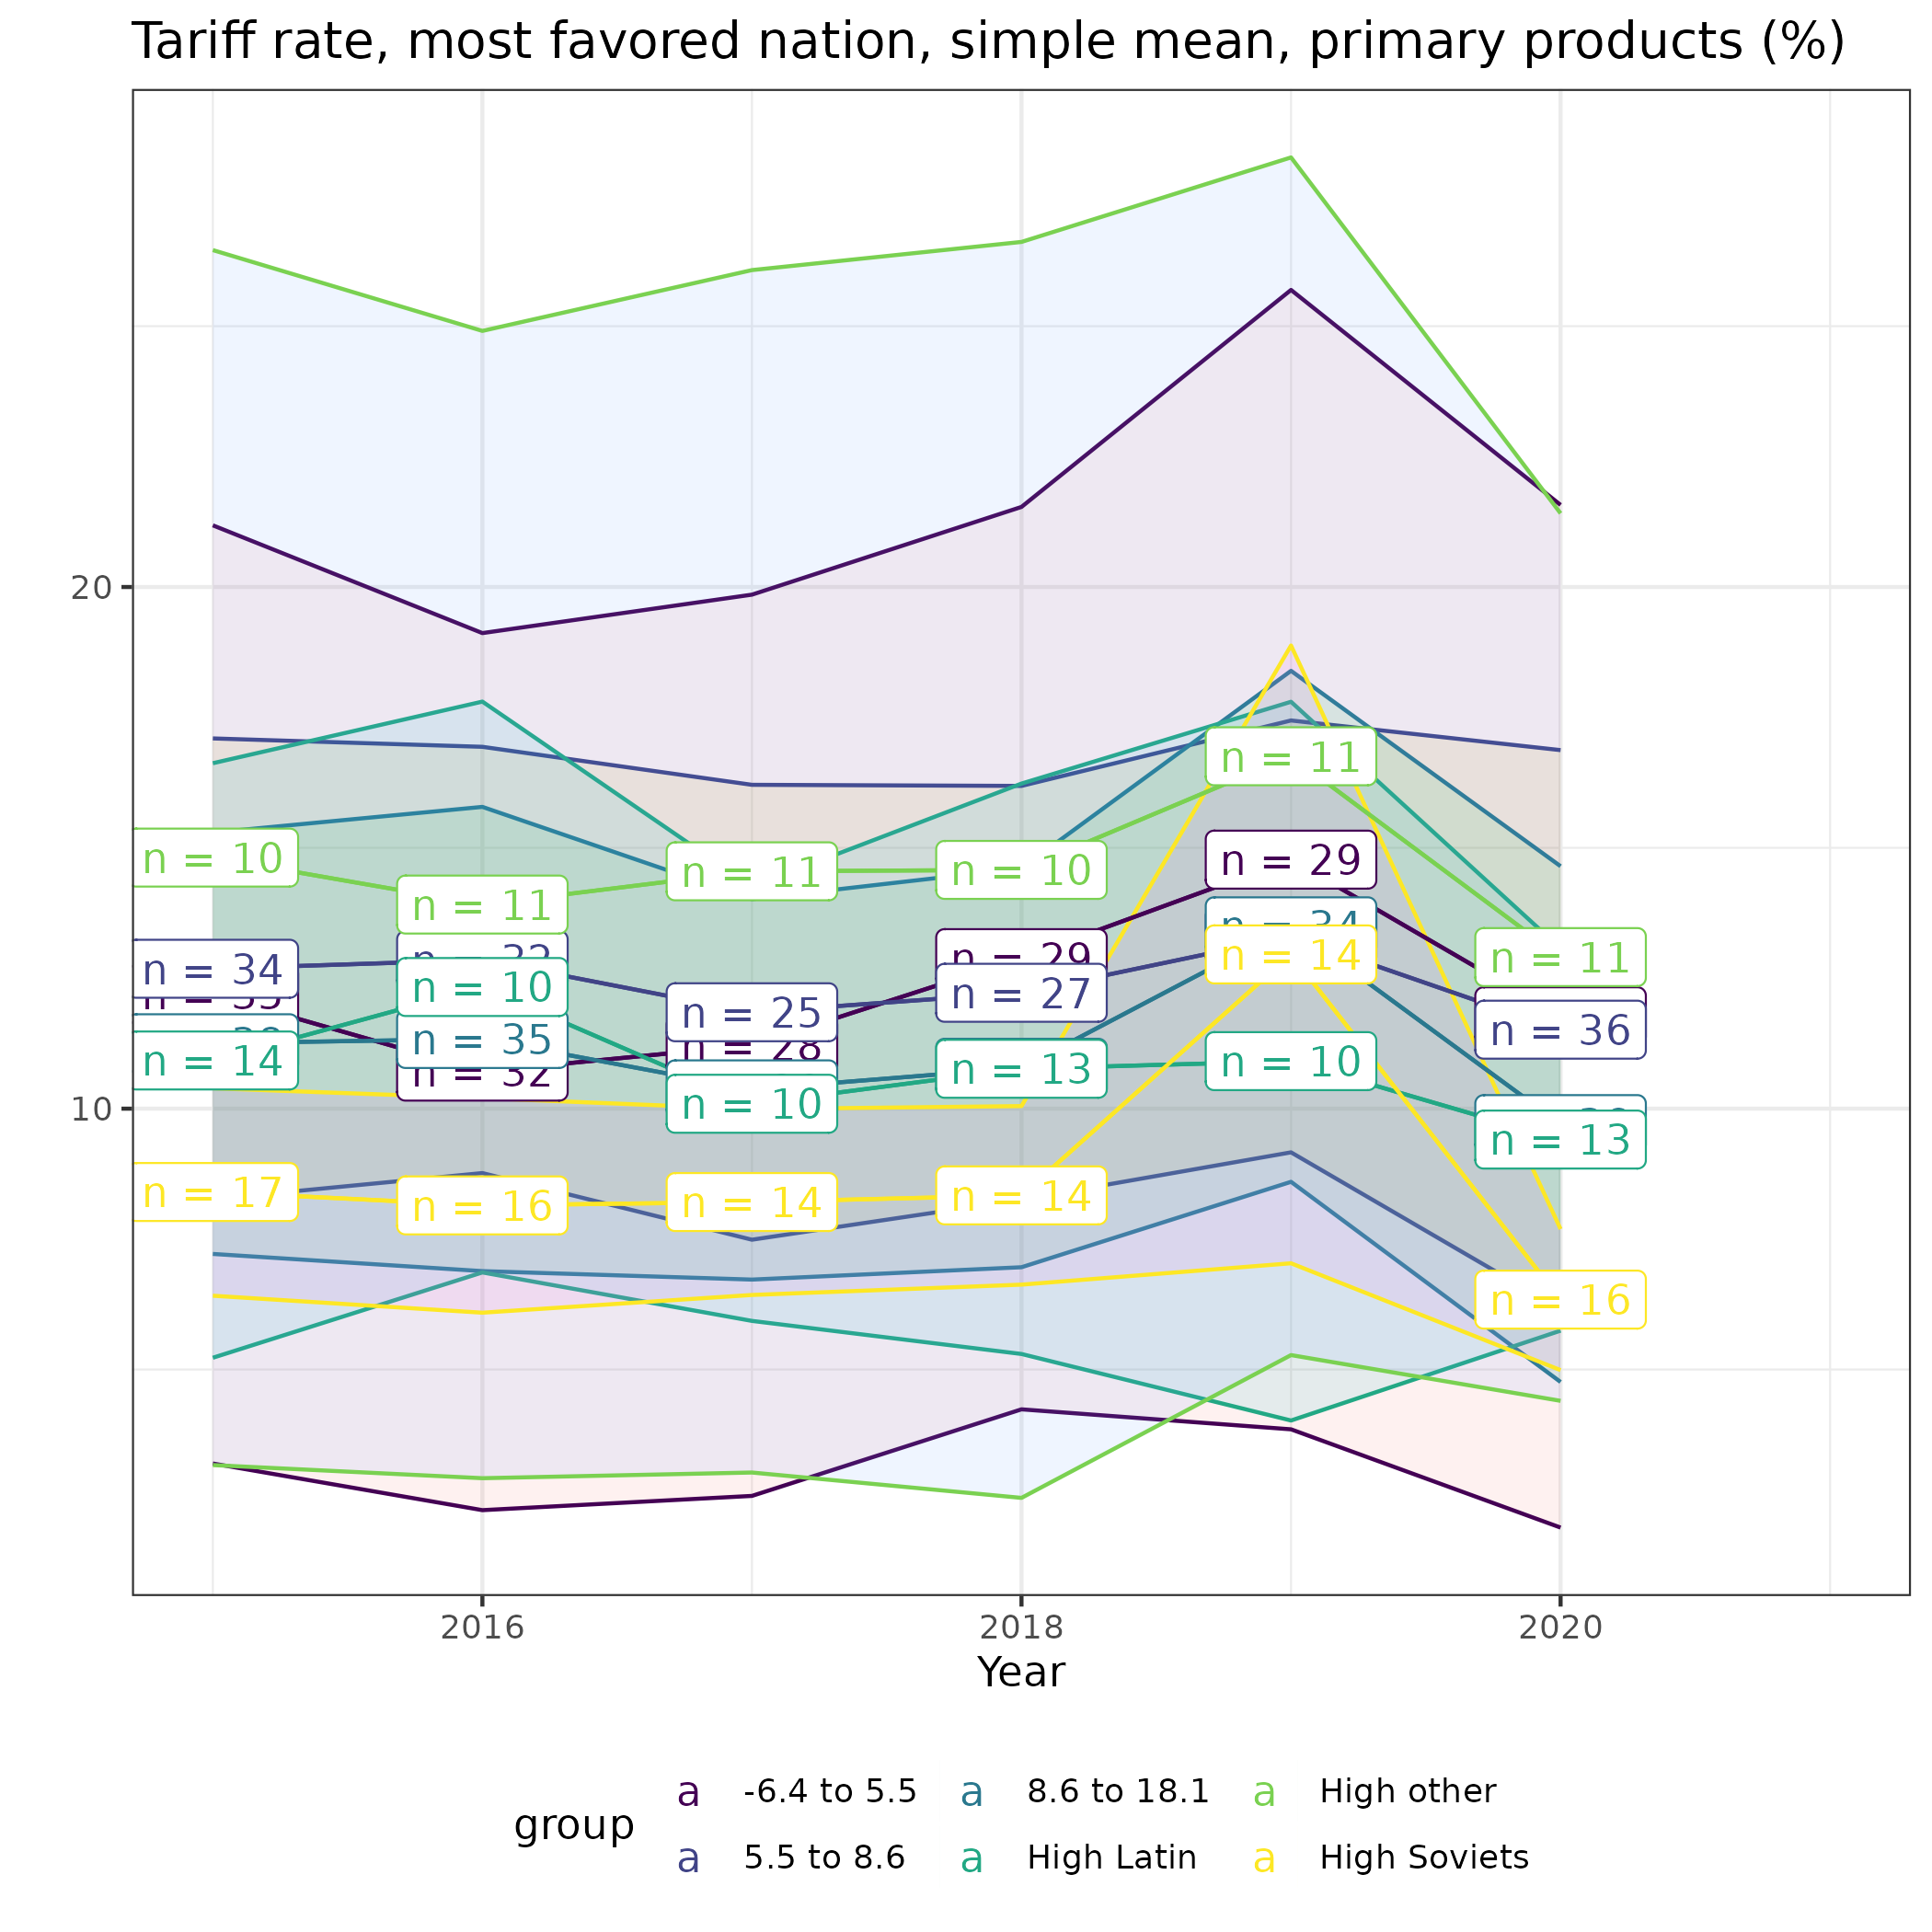 Tariff rate, most favored nation, simple mean, primary products (%)
20
n = 11
n = 10
n = 11
n = 11
n = 10
n = 29
n = 34
n = 14
n = 11
n = 34
n = 10
n = 29
n = 27
n = 25
n = 36
n = 14
n = 35
n = 32
n = 28
n = 10
n = 13
n = 10
n = 13
10
n = 17
n = 16
n = 14
n = 14
n = 16
2016
2018
2020
Year
group
a -6.4 to 5.5
a 8.6 to 18.1
a High other
a 5.5 to 8.6
a High Latin
a High Soviets